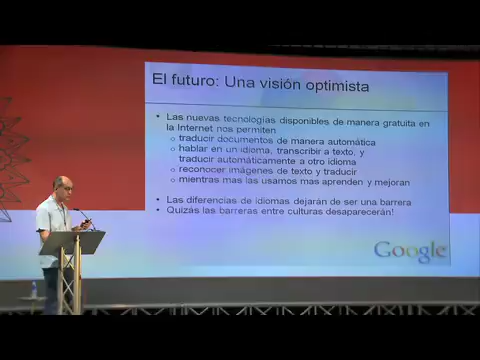 El futuro: Una visión optimista
• Las nuevas tecnologías disponibles de manera gratuita en
la Internet nos permiten
o traducir documentos de manera automática
o hablar en un idioma, transcribir a texto, y
traducir automáticamente a otro idioma
o reconocer imágenes de texto y traducir
o mientras mas las usamos mas aprenden y mejoran
• Las diferencias de idiomas dejarán de ser una barrera
• Quizás las barreras entre culturas desaparecerán!
Google